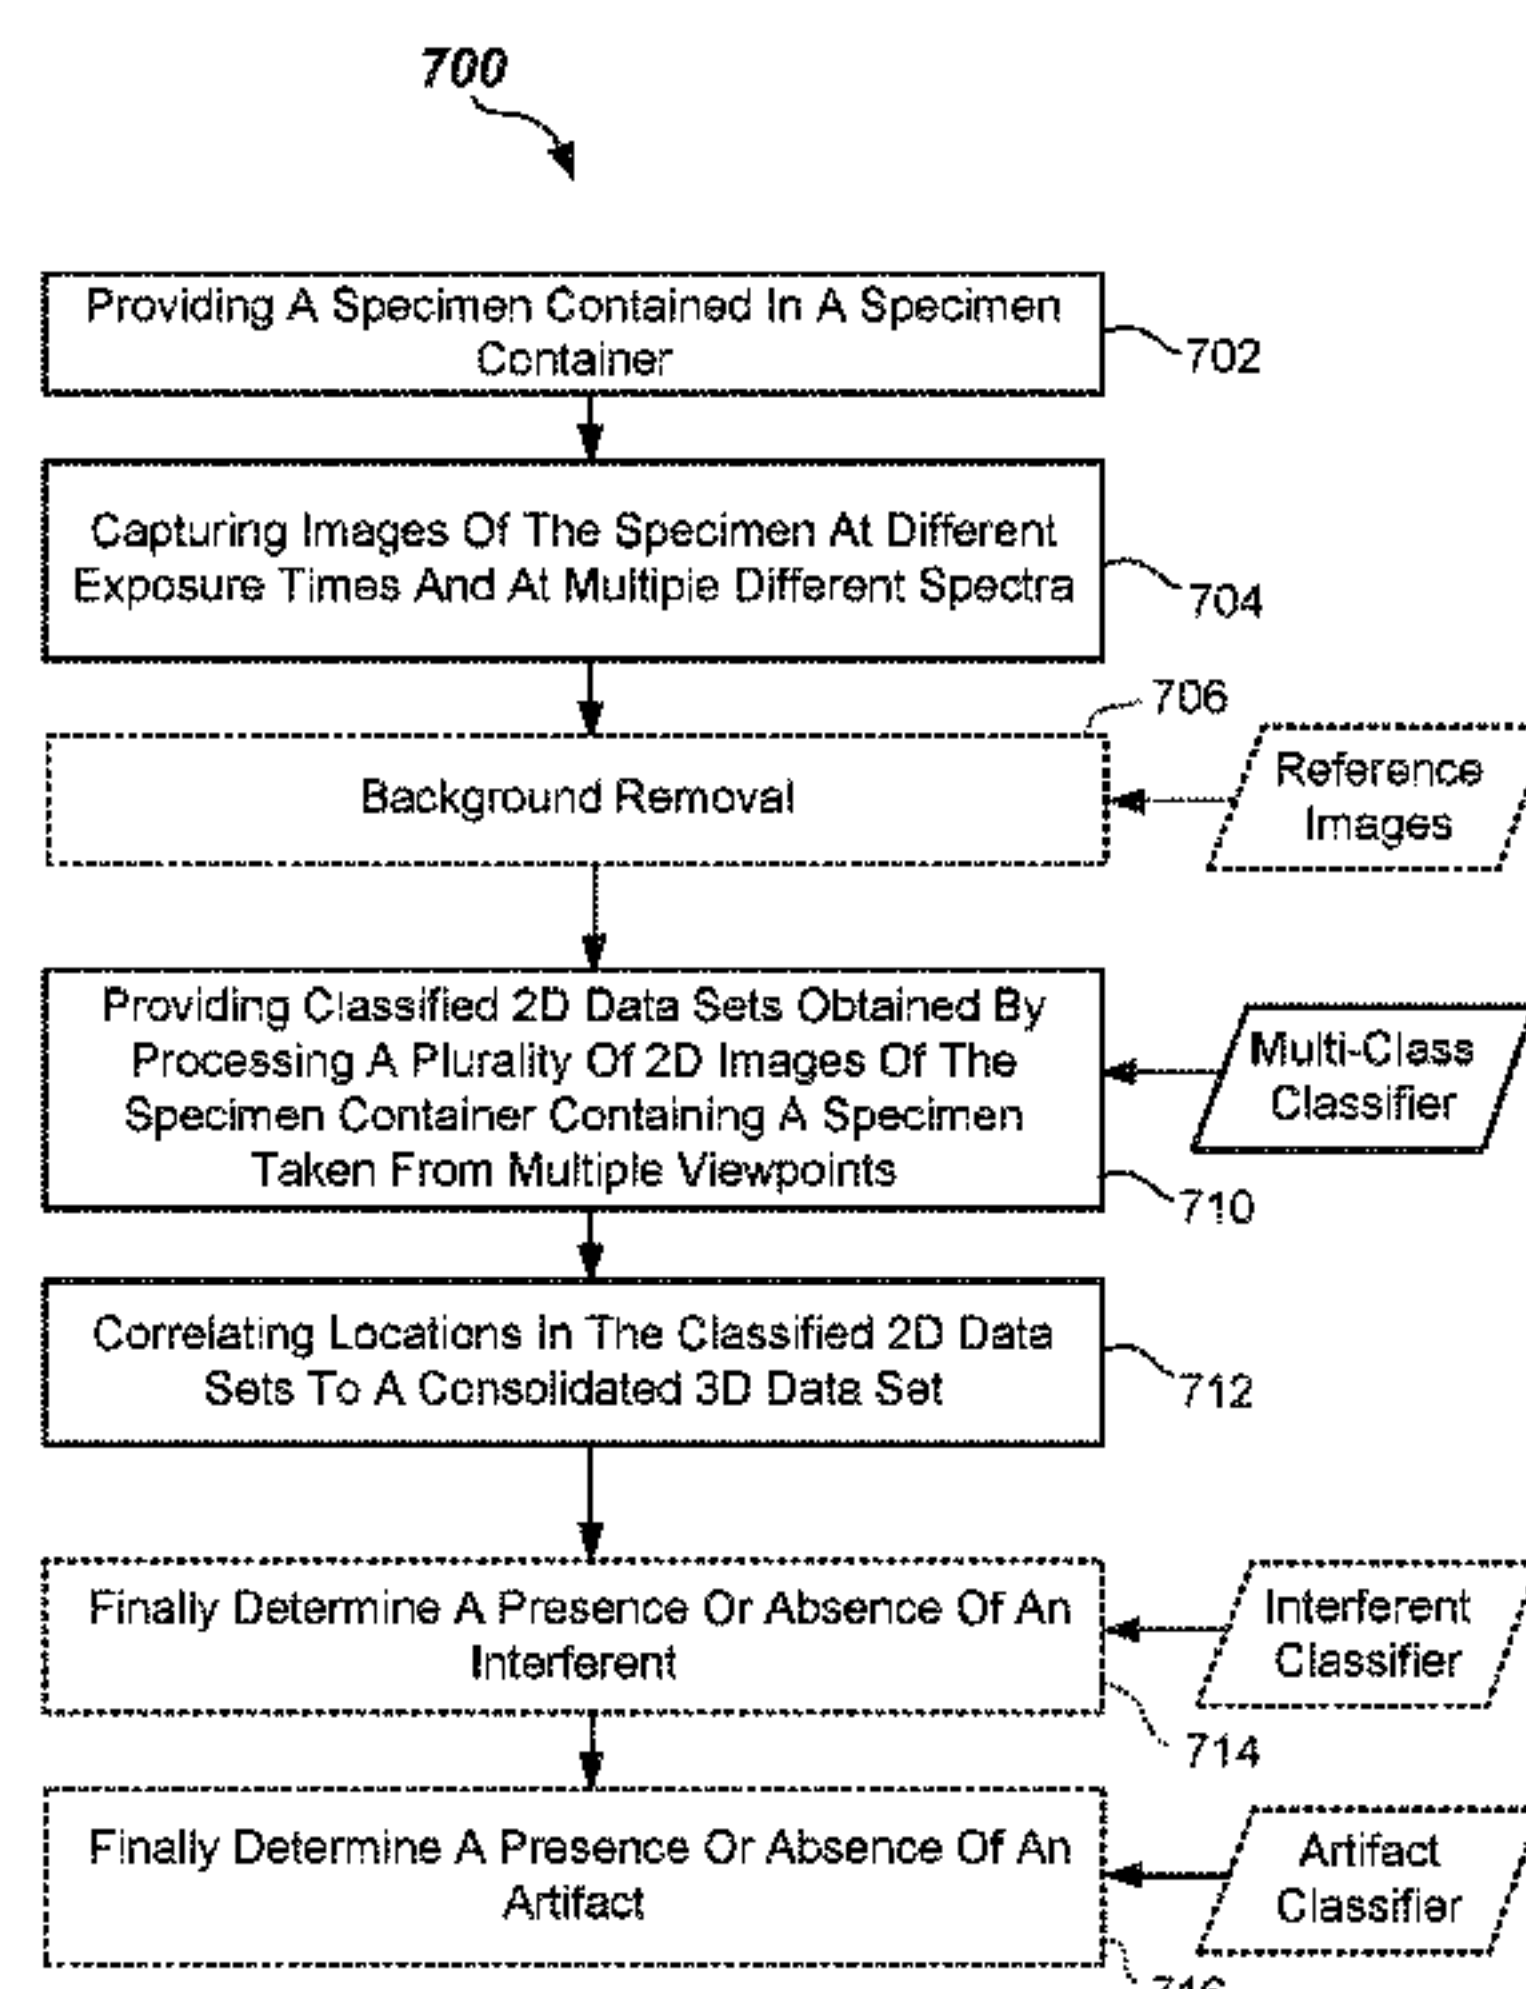 700
Providing A Specimen Contained In A Specimen
Container
702
Capturing Images Of The Specimen At Different
Exposure Times And At Multiple Different Spectra
704
706
Background Removal
Reference
Images
Providing Classified 2D Data Sets Obtained By
Processing A Plurality Of 2D Images Of The
Specimen Container Containing A Specimen
Taken From Multiple Viewpoints
Multi-Class
Classifier
710
Correlating Locations In The Classified 2D Data
Sets To A Consolidated 3D Data Set
712
Finally Determine A Presence Or Absence Of An
Interferent
Interferent
Classifier
714
Finally Determine A Presence Or Absence Of An
Artifact
Artifact
Classifier